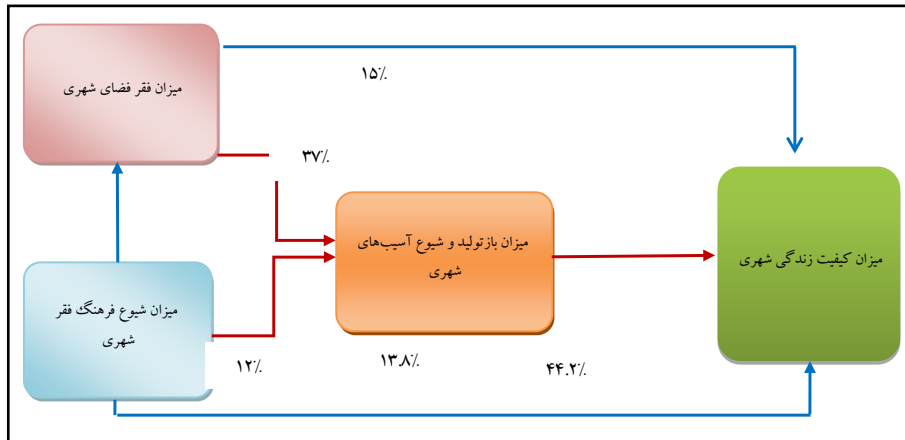 میزان فقر فضای شهری
۱۵٪
۳۷٪
میزان بازتولید و شیوع آسیب‌های
شهری
میزان کیفیت زندگی شهری
میزان شیوع فرهنگ فقر
شهری
۱۲٪
۱۳.۸٪
۴۴.۲٪